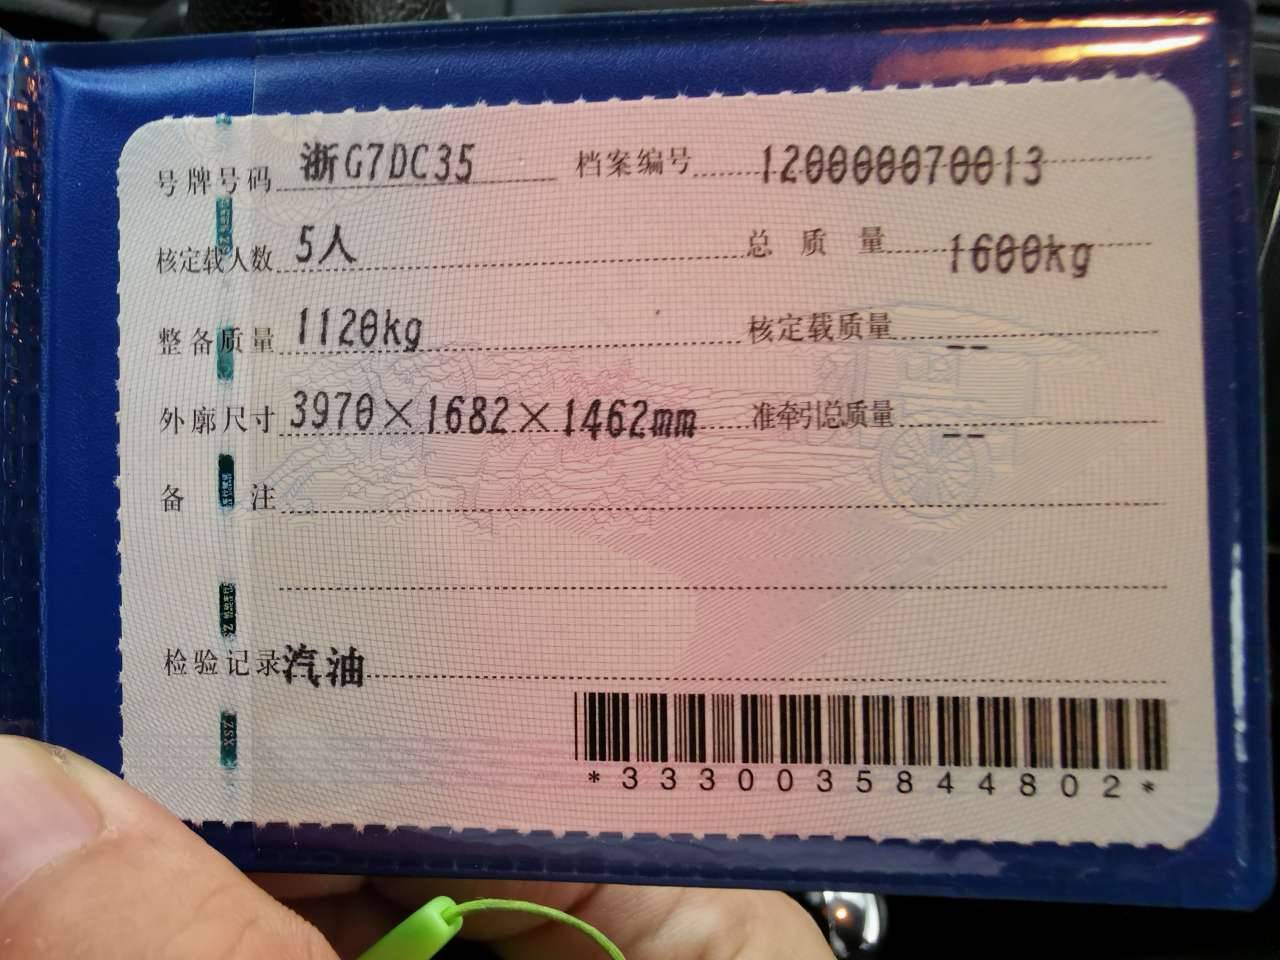 号牌号码 浙G7DC35 档案编号 120000070013
核定载人数 5人 总质量 1600kg
整备质量 1120kg 核定载质量 --
外廓尺寸 3970×1682×1462mm 准牵引总质量 --
备注
检验记录 汽油
*3330035844802*
ZSX